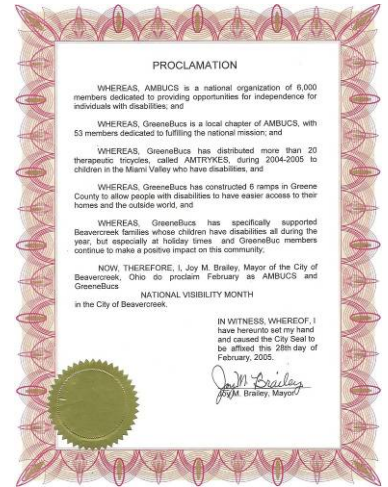 PROCLAMATION
WHEREAS, AMBUCS is a national organization of 6,000
members dedicated to providing opportunities for independence for
individuals with disabilities; and
WHEREAS, GreeneBucs is a local chapter of AMBUCS, with
53 members dedicated to fulfilling the national mission; and
WHEREAS, GreeneBucs has distributed more than 20
therapeutic tricycles, called AMTRYKES, during 2004-2005 to
children in the Miami Valley who have disabilities, and
WHEREAS, GreeneBucs has constructed 6 ramps in Greene
County to allow people with disabilities to have easier access to their
homes and the outside world, and
WHEREAS, GreeneBucs has specifically supported
Beavercreek families whose children have disabilities all during the
year, but especially at holiday times and GreeneBuc members
continue to make a positive impact on this community;
NOW, THEREFORE, I, Joy M. Brailey, Mayor of the City of
Beavercreek, Ohio do proclaim February as AMBUCS and
GreeneBucs
NATIONAL VISIBILITY MONTH
in the City of Beavercreek.
IN WITNESS, WHEREOF, I
have hereunto set my hand
and caused the City Seal to
be affixed this 28th day of
February, 2005.
Joy M. Brailey
Joy M. Brailey, Mayor